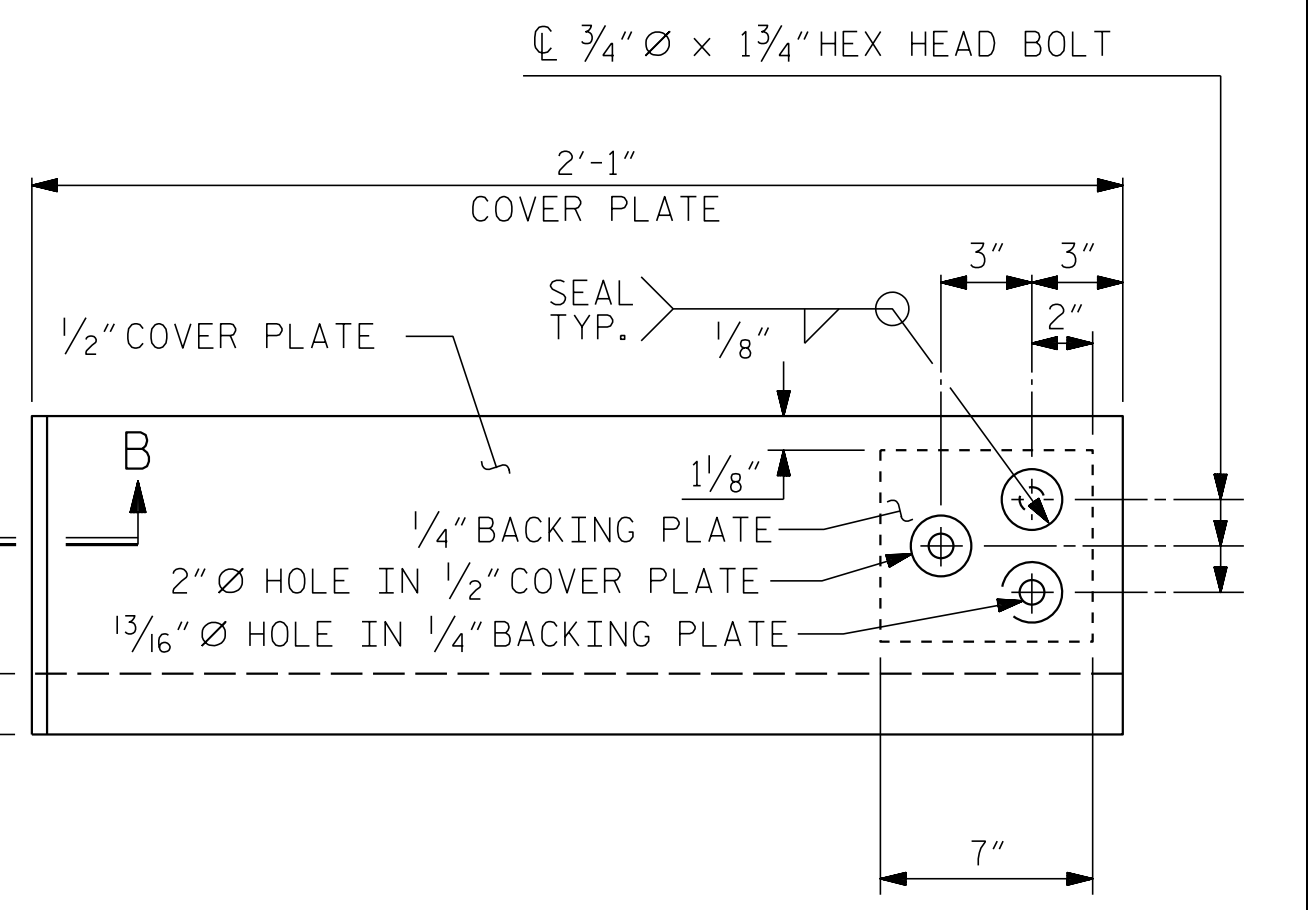 ℄ 3/4" Ø x 1 3/4" HEX HEAD BOLT
2'-1"
COVER PLATE
3" 3"
SEAL
TYP.
1/8"
2"
1/2" COVER PLATE
B
1 1/8"
1/4" BACKING PLATE
2" Ø HOLE IN 1/2" COVER PLATE
13/16" Ø HOLE IN 1/4" BACKING PLATE
7"